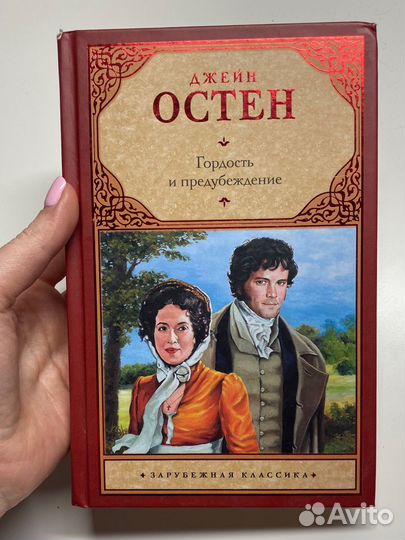 ДЖЕЙН
ОСТЕН
Гордость
и предубеждение
ЗАРУБЕЖНАЯ КЛАССИКА
Avito